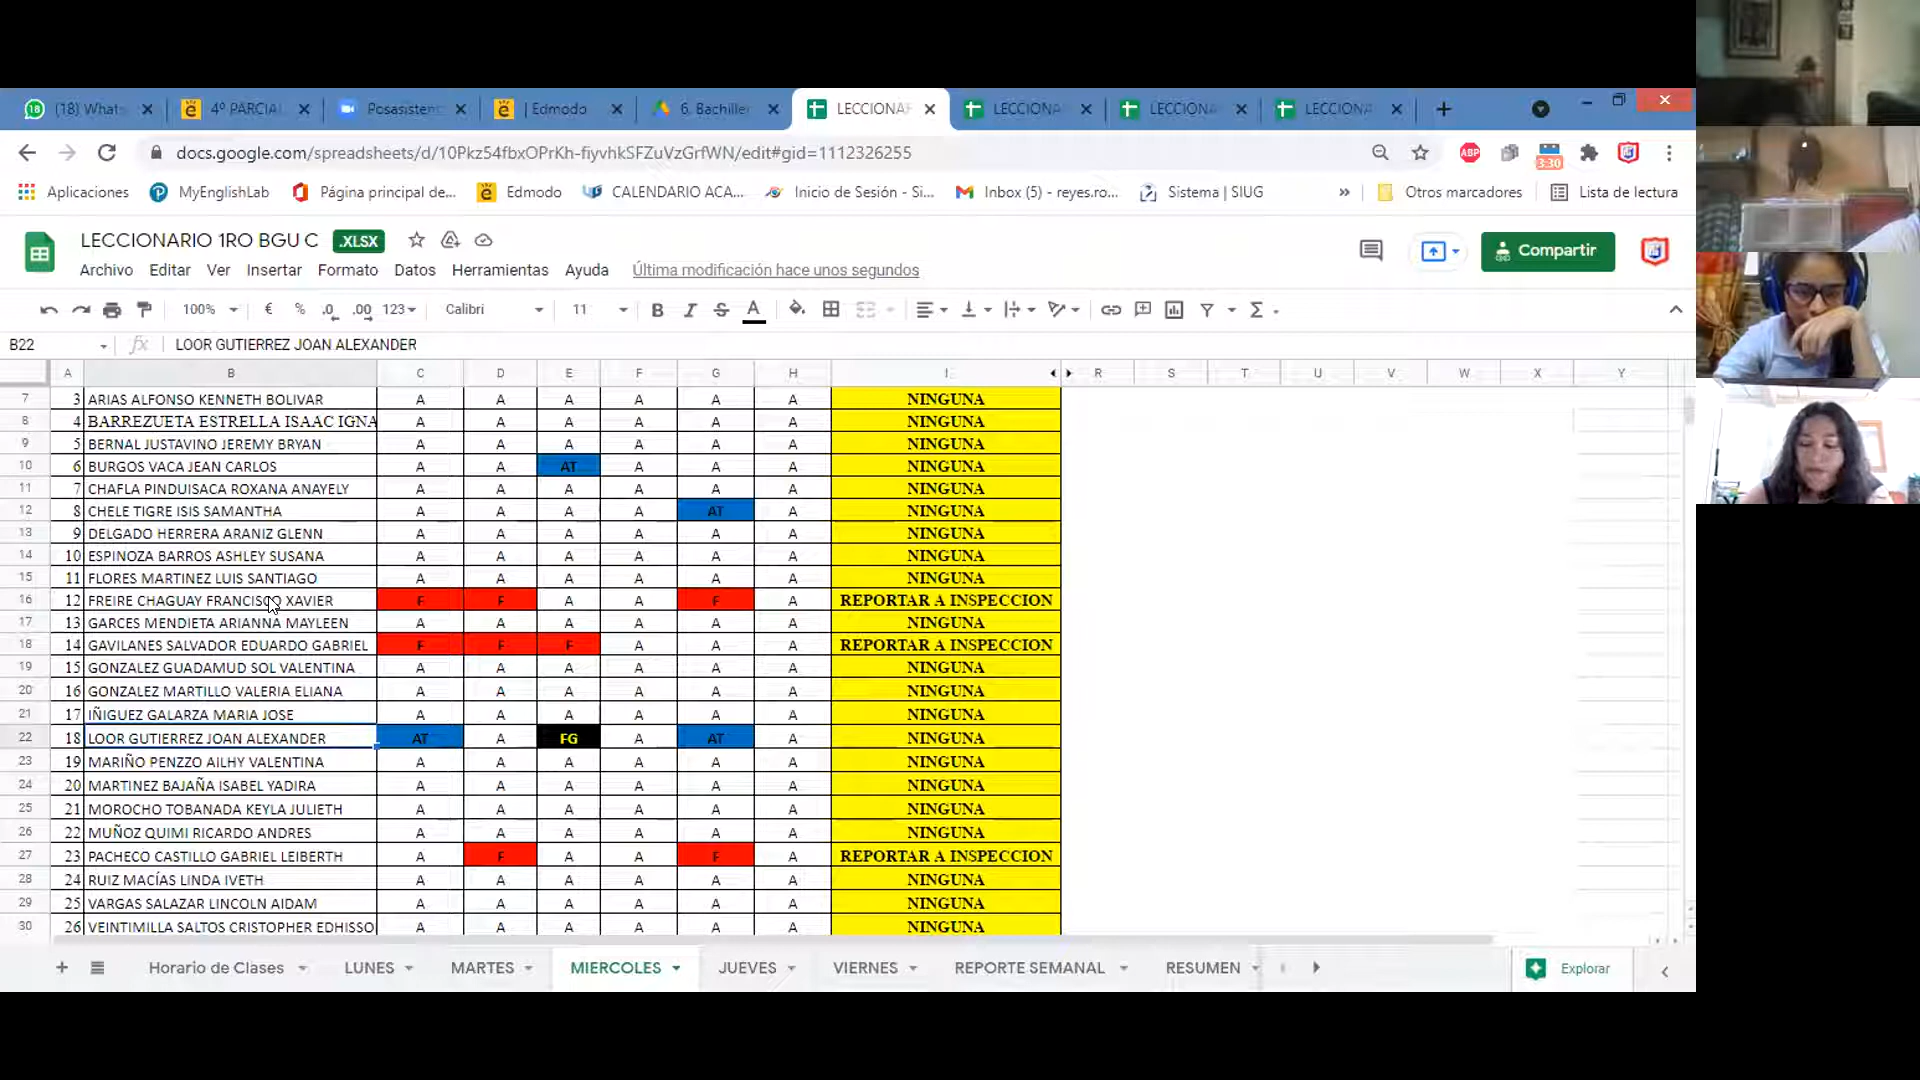 (18) Whats
4º PARCIAL
Posasistenc
| Edmodo
6. Bachiller
LECCIONAR
LECCIONA
LECCIONA
LECCIONA
docs.google.com/spreadsheets/d/10Pkz54fbxOPrKh-fiyvhkSFZuVzGrfWN/edit#gid=1112326255
ABP
3:30
Aplicaciones
MyEnglishLab
Página principal de...
Edmodo
CALENDARIO ACA...
Inicio de Sesión - Si...
Inbox (5) - reyes.ro...
Sistema | SIUG
»
Otros marcadores
Lista de lectura
LECCIONARIO 1RO BGU C .XLSX
Compartir
Archivo Editar Ver Insertar Formato Datos Herramientas Ayuda Última modificación hace unos segundos
100% € % .0 .00 123 Calibri 11 B I S A
B22 fx LOOR GUTIERREZ JOAN ALEXANDER
A B C D E F G H I R S T U V W X Y
7 3 ARIAS ALFONSO KENNETH BOLIVAR A A A A A A NINGUNA
8 4 BARREZUETA ESTRELLA ISAAC IGNA A A A A A A NINGUNA
9 5 BERNAL JUSTAVINO JEREMY BRYAN A A A A A A NINGUNA
10 6 BURGOS VACA JEAN CARLOS A A AT A A A NINGUNA
11 7 CHAFLA PINDUISACA ROXANA ANAYELY A A A A A A NINGUNA
12 8 CHELE TIGRE ISIS SAMANTHA A A A A AT A NINGUNA
13 9 DELGADO HERRERA ARANIZ GLENN A A A A A A NINGUNA
14 10 ESPINOZA BARROS ASHLEY SUSANA A A A A A A NINGUNA
15 11 FLORES MARTINEZ LUIS SANTIAGO A A A A A A NINGUNA
16 12 FREIRE CHAGUAY FRANCISCO XAVIER F F A A F A REPORTAR A INSPECCION
17 13 GARCES MENDIETA ARIANNA MAYLEEN A A A A A A NINGUNA
18 14 GAVILANES SALVADOR EDUARDO GABRIEL F F F A A A REPORTAR A INSPECCION
19 15 GONZALEZ GUADAMUD SOL VALENTINA A A A A A A NINGUNA
20 16 GONZALEZ MARTILLO VALERIA ELIANA A A A A A A NINGUNA
21 17 IÑIGUEZ GALARZA MARIA JOSE A A A A A A NINGUNA
22 18 LOOR GUTIERREZ JOAN ALEXANDER AT A FG A AT A NINGUNA
23 19 MARIÑO PENZZO AILHY VALENTINA A A A A A A NINGUNA
24 20 MARTINEZ BAJAÑA ISABEL YADIRA A A A A A A NINGUNA
25 21 MOROCHO TOBANADA KEYLA JULIETH A A A A A A NINGUNA
26 22 MUÑOZ QUIMI RICARDO ANDRES A A A A A A NINGUNA
27 23 PACHECO CASTILLO GABRIEL LEIBERTH A F A A F A REPORTAR A INSPECCION
28 24 RUIZ MACÍAS LINDA IVETH A A A A A A NINGUNA
29 25 VARGAS SALAZAR LINCOLN AIDAM A A A A A A NINGUNA
30 26 VEINTIMILLA SALTOS CRISTOPHER EDHISSO A A A A A A NINGUNA
Horario de Clases LUNES MARTES MIERCOLES JUEVES VIERNES REPORTE SEMANAL RESUMEN Explorar